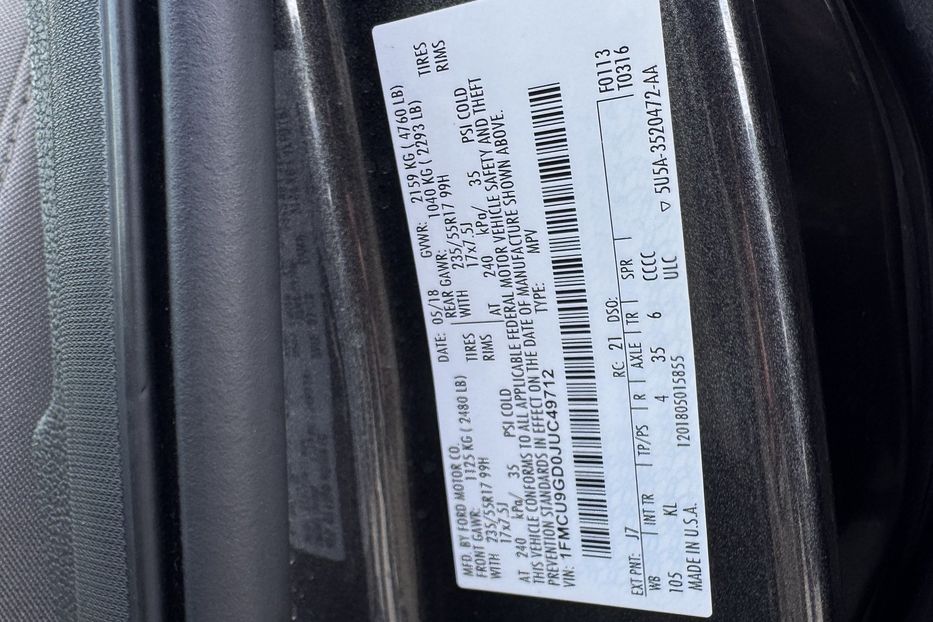 MFD. BY FORD MOTOR CO.
DATE: 05/18 GVWR: 2159 KG ( 4760 LB)
FRONT GAWR: 1125 KG ( 2480 LB) REAR GAWR: 1040 KG ( 2293 LB)
WITH 235/55R17 99H TIRES WITH 235/55R17 99H TIRES
17x7.5J RIMS 17x7.5J RIMS
AT 240 kPa/ 35 PSI COLD AT 240 kPa/ 35 PSI COLD
THIS VEHICLE CONFORMS TO ALL APPLICABLE FEDERAL MOTOR VEHICLE SAFETY AND THEFT
PREVENTION STANDARDS IN EFFECT ON THE DATE OF MANUFACTURE SHOWN ABOVE.
VIN: 1FMCU9GD0JUC49712 TYPE: MPV
F0113
T0316
EXT PNT: J7 RC: 21 DSO:
WB INT TR TP/PS R AXLE TR SPR
105 KL 4 35 6 CCCC
MADE IN U.S.A. 1201805015855 ULC ▽ 5U5A-3520472-AA